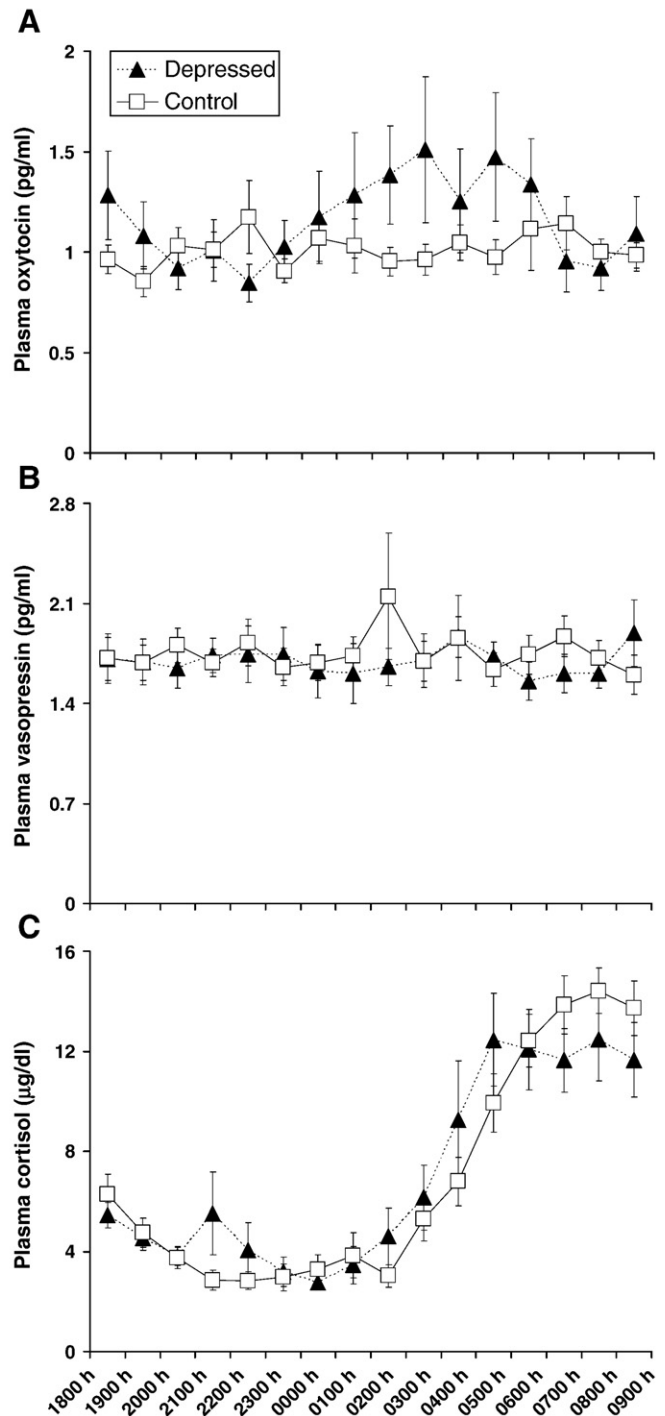 A
Plasma oxytocin (pg/ml)
2
1.5
1
0.5
0
Depressed
Control
B
Plasma vasopressin (pg/ml)
2.8
2.1
1.4
0.7
0
C
Plasma cortisol (µg/dl)
16
12
8
4
0
1800 h
1900 h
2000 h
2100 h
2200 h
2300 h
0000 h
0100 h
0200 h
0300 h
0400 h
0500 h
0600 h
0700 h
0800 h
0900 h